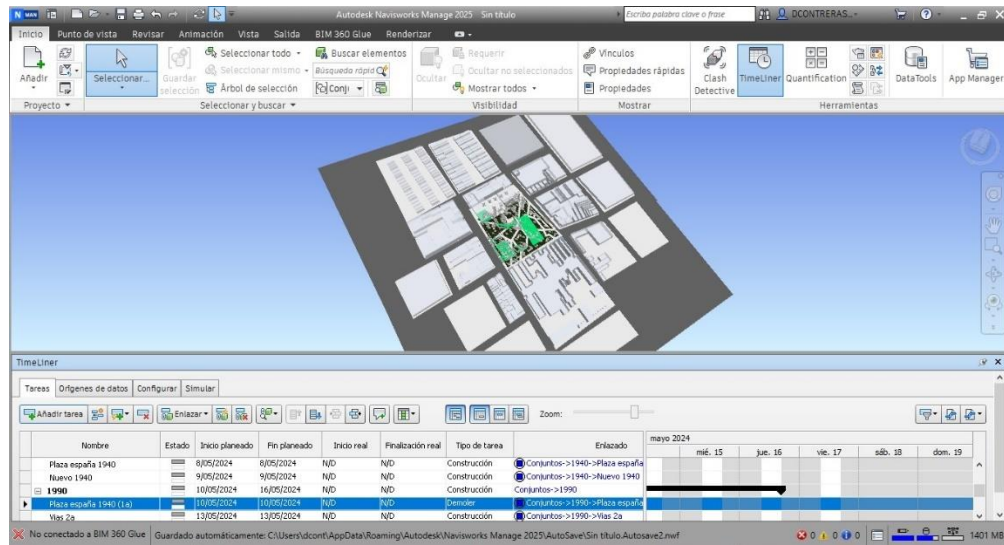 N MAN
Autodesk Navisworks Manage 2025 Sin título
Escriba palabra clave o frase
DCONTRERAS...
Inicio Punto de vista Revisar Animación Vista Salida BIM 360 Glue Renderizar
Añadir
Seleccionar...
Guardar selección
Seleccionar todo
Seleccionar mismo
Árbol de selección
Buscar elementos
Búsqueda rápid
Conj
Ocultar
Requerir
Ocultar no seleccionados
Mostrar todos
Vínculos
Propiedades rápidas
Propiedades
Clash Detective
TimeLiner
Quantification
DataTools
App Manager
Proyecto Seleccionar y buscar Visibilidad Mostrar Herramientas
TimeLiner
Tareas Orígenes de datos Configurar Simular
Añadir tarea Enlazar Zoom:
Nombre Estado Inicio planeado Fin planeado Inicio real Finalización real Tipo de tarea Enlazado mayo 2024
mié. 15 jue. 16 vie. 17 sáb. 18 dom. 19
Plaza españa 1940 8/05/2024 8/05/2024 N/D N/D Construcción Conjuntos->1940->Plaza españa
Nuevo 1940 9/05/2024 9/05/2024 N/D N/D Construcción Conjuntos->1940->Nuevo 1940
1990 10/05/2024 16/05/2024 N/D N/D Construcción Conjuntos->1990
Plaza españa 1940 (1a) 10/05/2024 10/05/2024 N/D N/D Demoler Conjuntos->1990->Plaza españa
Vias 2a 13/05/2024 13/05/2024 N/D N/D Construcción Conjuntos->1990->Vias 2a
No conectado a BIM 360 Glue Guardado automáticamente: C:\Users\dcont\AppData\Roaming\Autodesk\Navisworks Manage 2025\AutoSave\Sin título.Autosave2.nwf 0 0 0 1401 MB